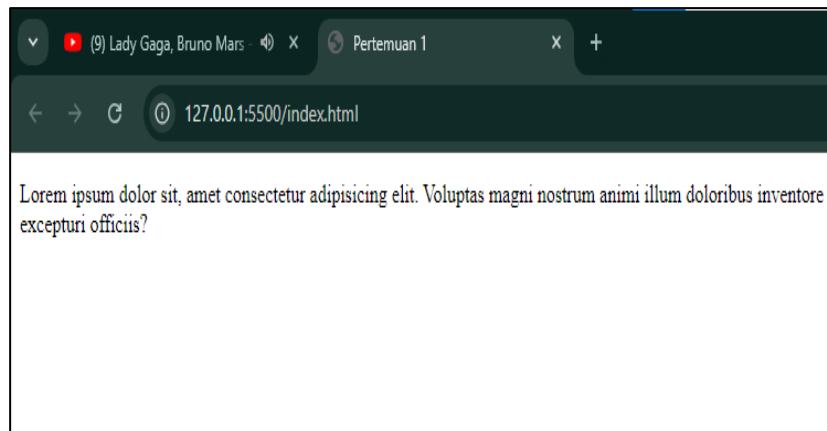 (9) Lady Gaga, Bruno Mars -
Pertemuan 1
127.0.0.1:5500/index.html
Lorem ipsum dolor sit, amet consectetur adipisicing elit. Voluptas magni nostrum animi illum doloribus inventore
excepturi officiis?